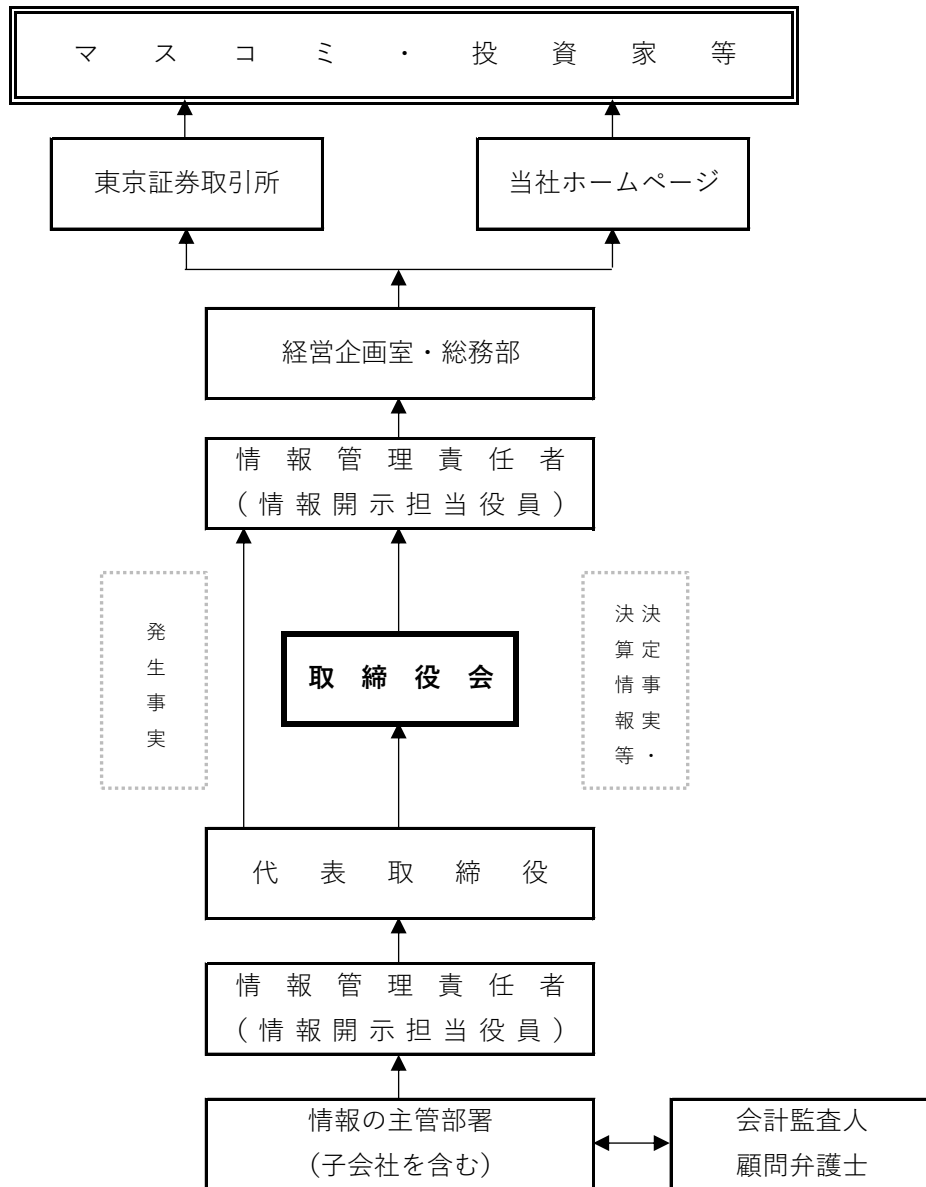 マスコミ・投資家等
東京証券取引所
当社ホームページ
経営企画室・総務部
情報管理責任者
(情報開示担当役員)
発生事実
取締役会
決定事実・
決算情報等
代表取締役
情報管理責任者
(情報開示担当役員)
情報の主管部署
(子会社を含む)
会計監査人
顧問弁護士